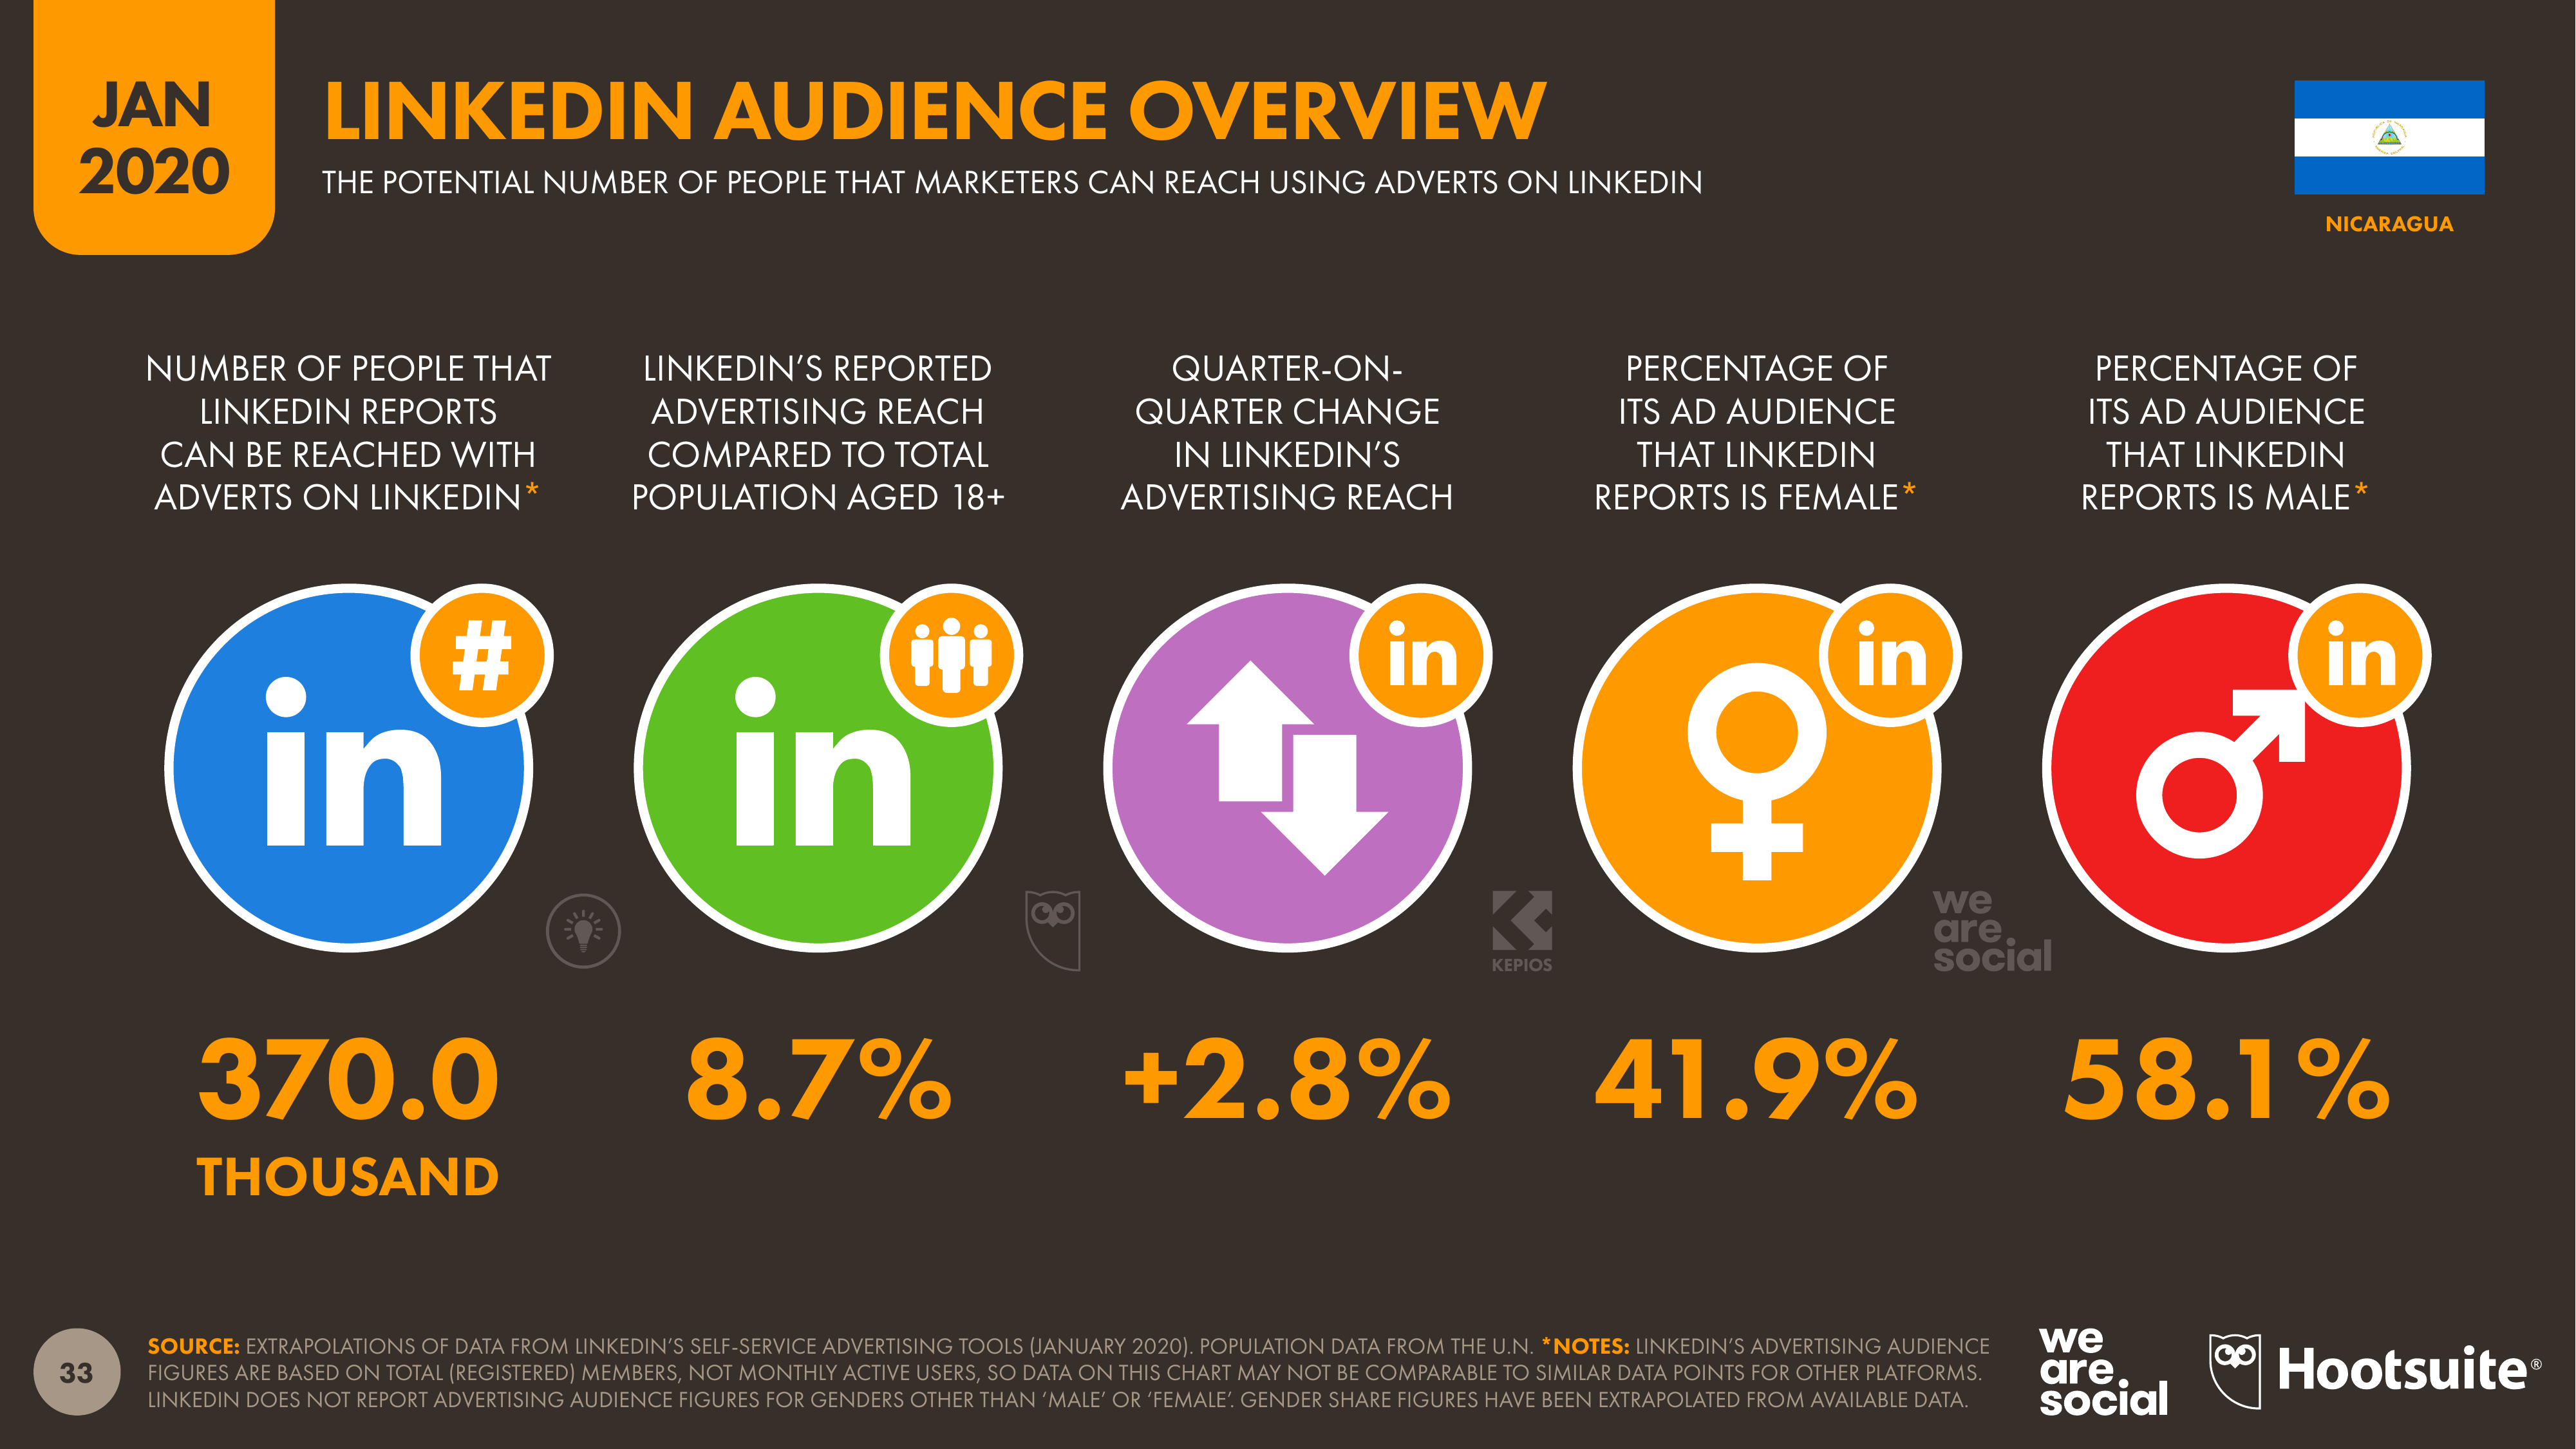 JAN
2020
LINKEDIN AUDIENCE OVERVIEW
THE POTENTIAL NUMBER OF PEOPLE THAT MARKETERS CAN REACH USING ADVERTS ON LINKEDIN
NICARAGUA
NUMBER OF PEOPLE THAT
LINKEDIN REPORTS
CAN BE REACHED WITH
ADVERTS ON LINKEDIN*
LINKEDIN’S REPORTED
ADVERTISING REACH
COMPARED TO TOTAL
POPULATION AGED 18+
QUARTER-ON-
QUARTER CHANGE
IN LINKEDIN’S
ADVERTISING REACH
PERCENTAGE OF
ITS AD AUDIENCE
THAT LINKEDIN
REPORTS IS FEMALE*
PERCENTAGE OF
ITS AD AUDIENCE
THAT LINKEDIN
REPORTS IS MALE*
in
#
in
in
in
in
KEPIOS
we
are
social
370.0
THOUSAND
8.7%
+2.8%
41.9%
58.1%
33
SOURCE: EXTRAPOLATIONS OF DATA FROM LINKEDIN’S SELF-SERVICE ADVERTISING TOOLS (JANUARY 2020). POPULATION DATA FROM THE U.N. *NOTES: LINKEDIN’S ADVERTISING AUDIENCE
FIGURES ARE BASED ON TOTAL (REGISTERED) MEMBERS, NOT MONTHLY ACTIVE USERS, SO DATA ON THIS CHART MAY NOT BE COMPARABLE TO SIMILAR DATA POINTS FOR OTHER PLATFORMS.
LINKEDIN DOES NOT REPORT ADVERTISING AUDIENCE FIGURES FOR GENDERS OTHER THAN ‘MALE’ OR ‘FEMALE’. GENDER SHARE FIGURES HAVE BEEN EXTRAPOLATED FROM AVAILABLE DATA.
we
are
social
Hootsuite®